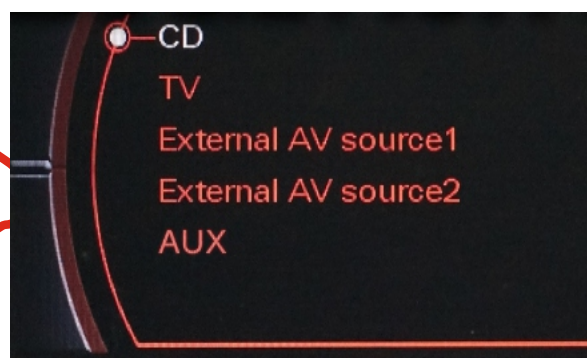 CD
TV
External AV source1
External AV source2
AUX